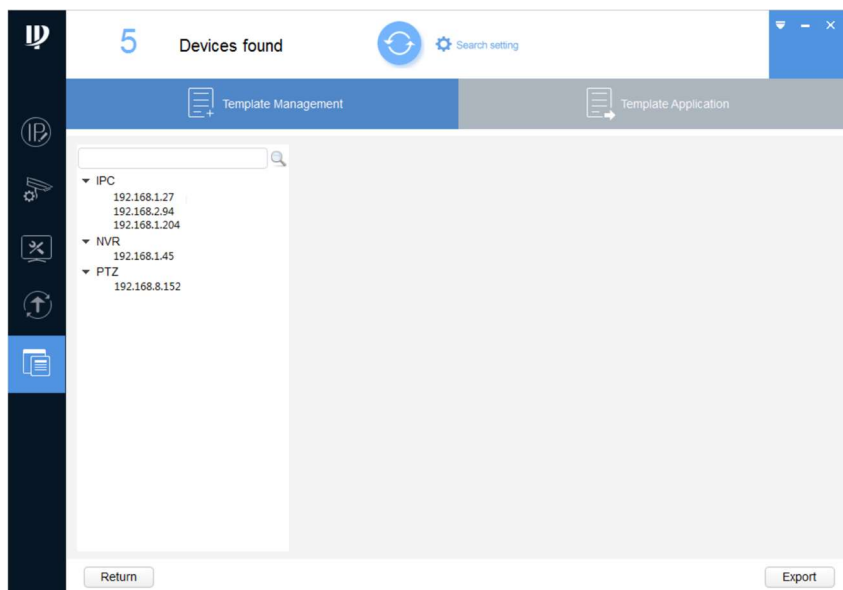 5 Devices found
Search setting
Template Management
Template Application
IP
IPC
192.168.1.27
192.168.2.94
192.168.1.204
NVR
192.168.1.45
PTZ
192.168.8.152
Return
Export